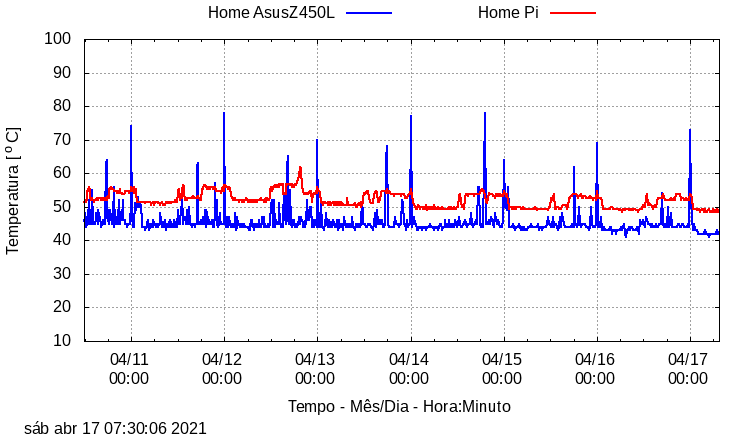 Home AsusZ450L Home Pi
100
90
80
70
60
50
40
30
20
10
Temperatura [ º C]
04/11 04/12 04/13 04/14 04/15 04/16 04/17
00:00 00:00 00:00 00:00 00:00 00:00 00:00
Tempo - Mês/Dia - Hora:Minuto
sáb abr 17 07:30:06 2021